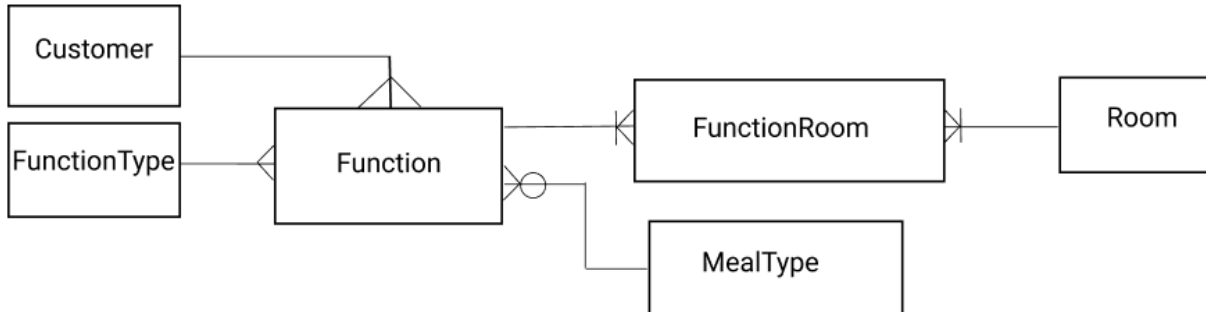 Customer
FunctionType
Function
FunctionRoom
Room
MealType